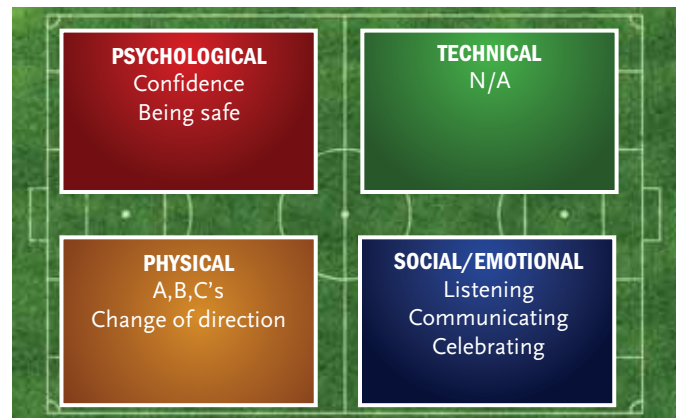 PSYCHOLOGICAL
Confidence
Being safe
TECHNICAL
N/A
PHYSICAL
A,B,C's
Change of direction
SOCIAL/EMOTIONAL
Listening
Communicating
Celebrating